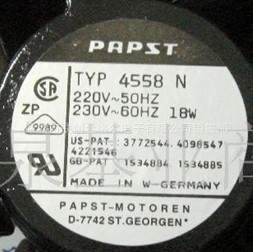 PAPST
TYP 4558 N
220V~50HZ
230V~60HZ 18W
ZP
9989
US-PAT: 3772544.4098547
4221546
GB-PAT 1534884 1534885
MADE IN W-GERMANY
PAPST-MOTOREN
D-7742 ST.GEORGEN*